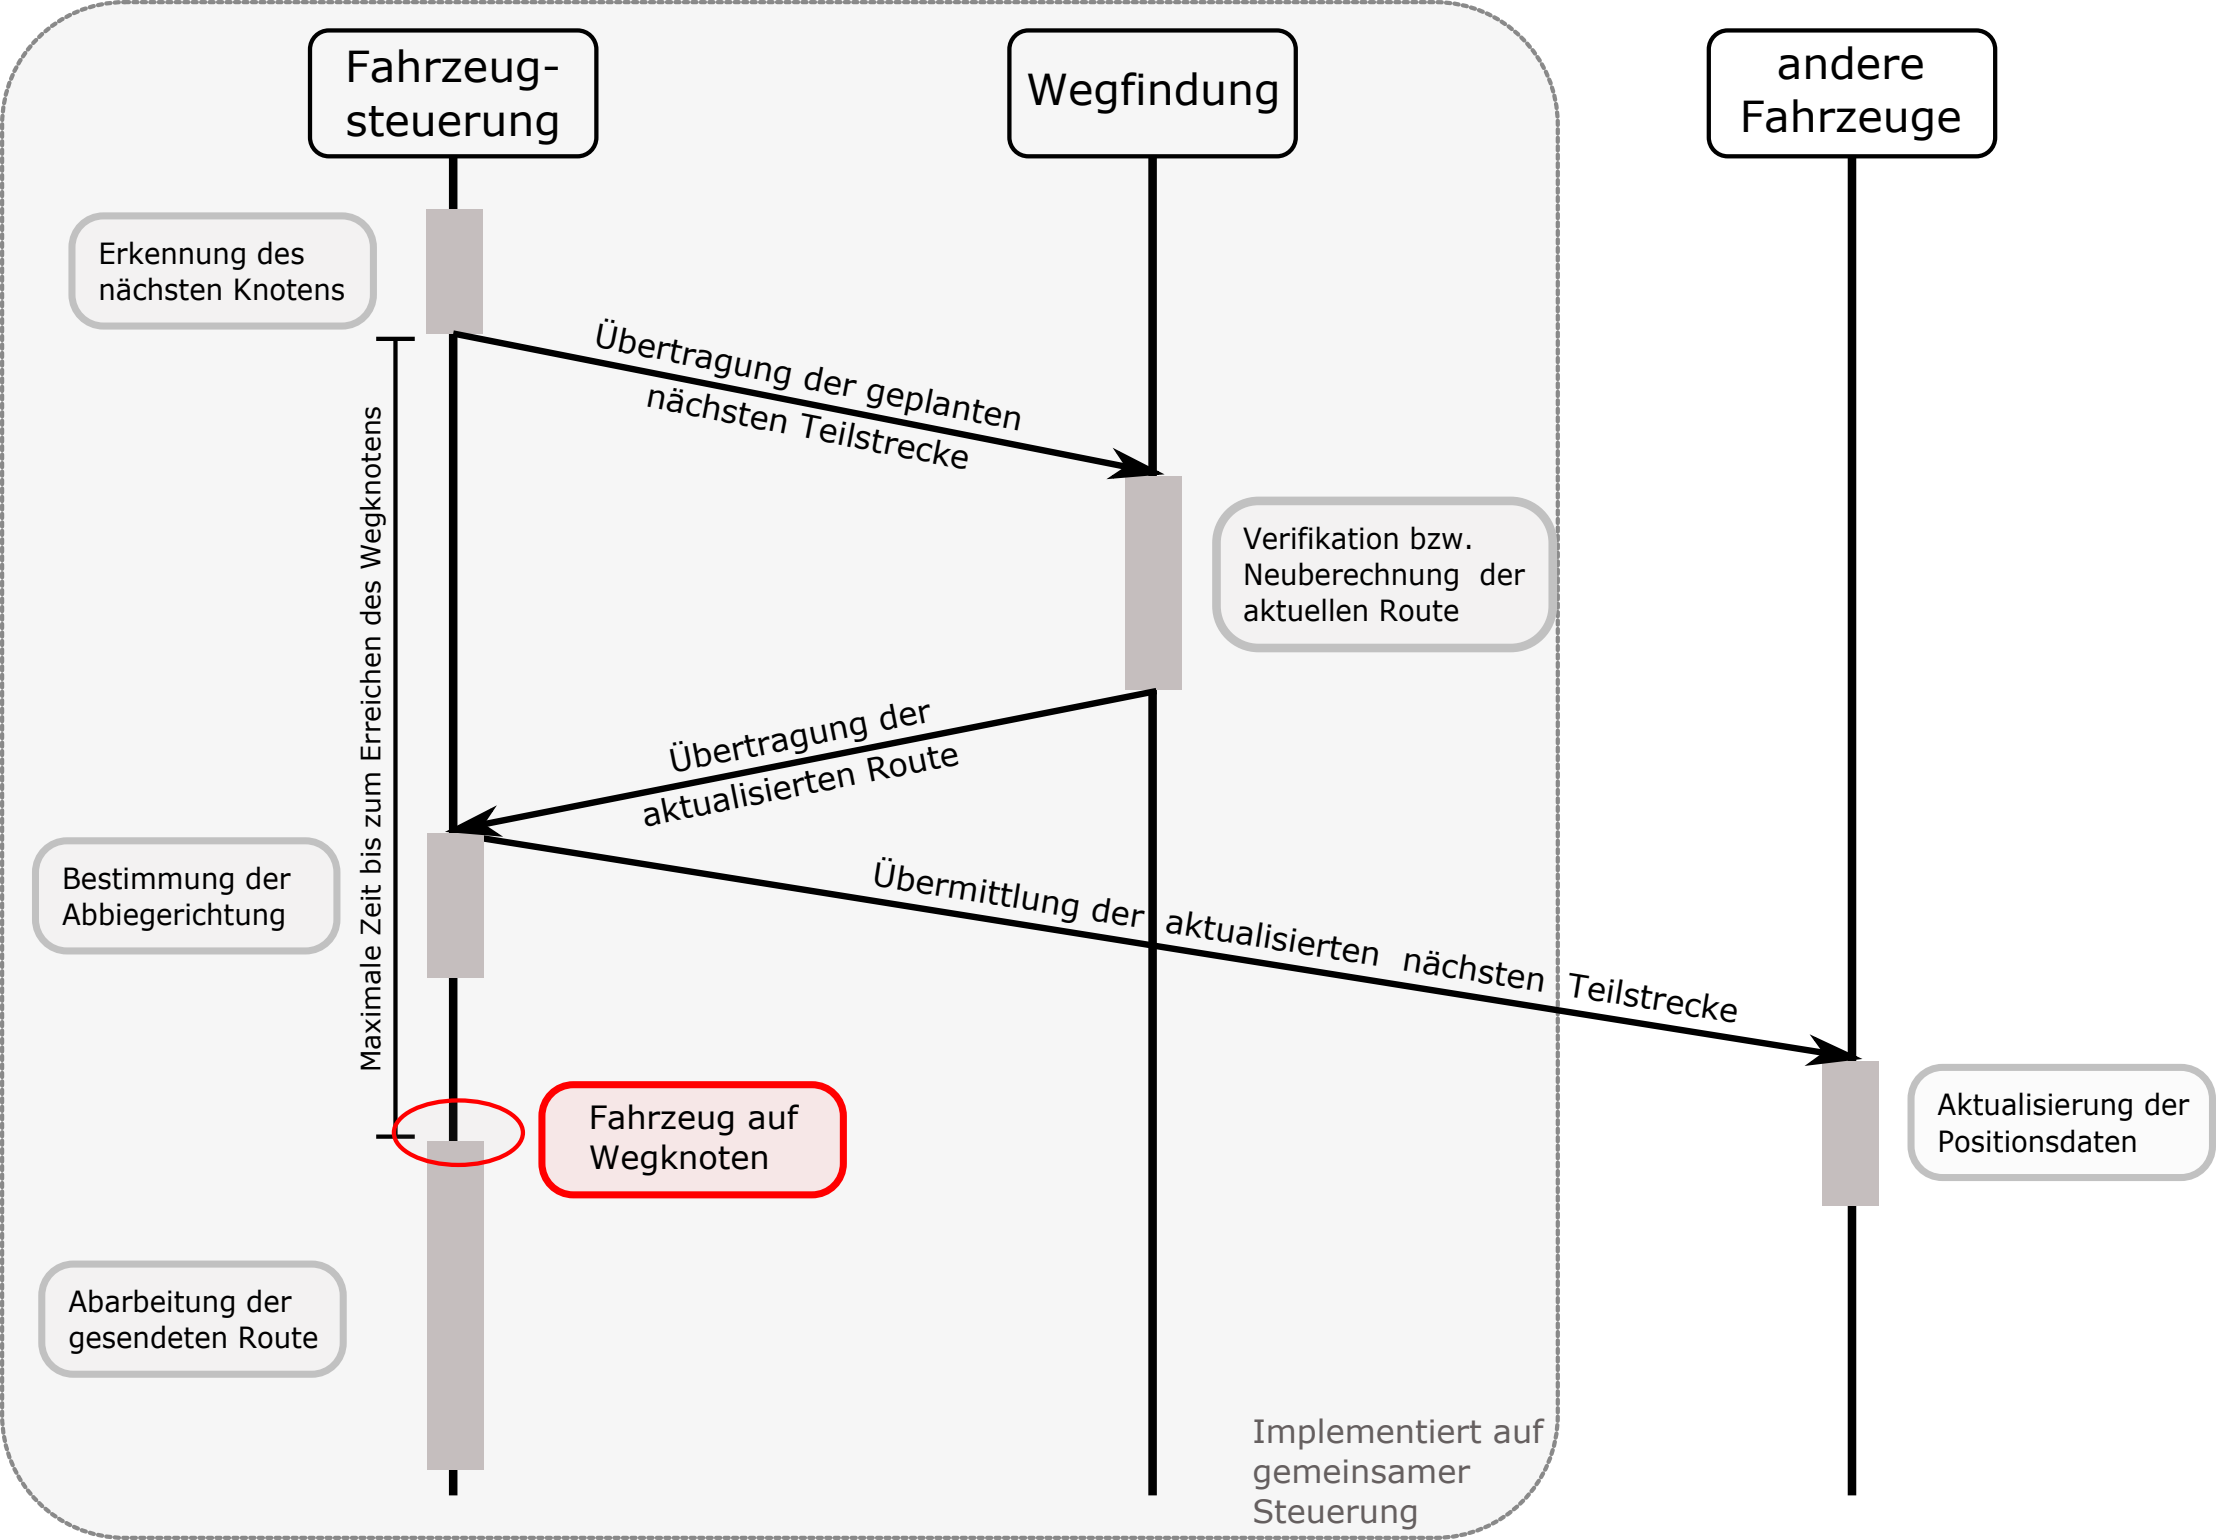 Fahrzeug-
steuerung
Wegfindung
andere
Fahrzeuge
Erkennung des
nächsten Knotens
Übertragung der geplanten
nächsten Teilstrecke
Maximale Zeit bis zum Erreichen des Wegknotens
Verifikation bzw.
Neuberechnung der
aktuellen Route
Übertragung der
aktualisierten Route
Bestimmung der
Abbiegerichtung
Übermittlung der aktualisierten nächsten Teilstrecke
Fahrzeug auf
Wegknoten
Aktualisierung der
Positionsdaten
Abarbeitung der
gesendeten Route
Implementiert auf
gemeinsamer
Steuerung